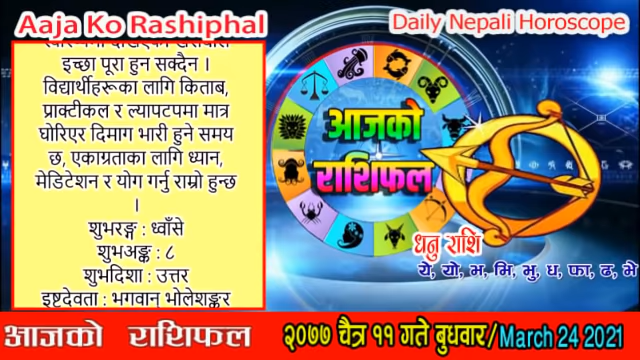 Aaja Ko Rashiphal
Daily Nepali Horoscope
इच्छा पूरा हुन सक्दैन ।
विद्यार्थीहरूका लागि किताब,
प्राक्टीकल र ल्यापटपमा मात्र
घोरिएर दिमाग भारी हुने समय
छ, एकाग्रताका लागि ध्यान,
मेडिटेशन र योग गर्नु राम्रो हुन्छ
।
शुभरङ्ग : ध्वाँसे
शुभअङ्क : ८
शुभदिशा : उत्तर
इष्टदेवता : भगवान भोलेशङ्कर
आजको
राशिफल
धनु राशि
ये, यो, भ, मि, भु, ध, फा, ढ, भे
आजको राशिफल
२०७७ चैत्र ११ गते बुधवार/March 24 2021